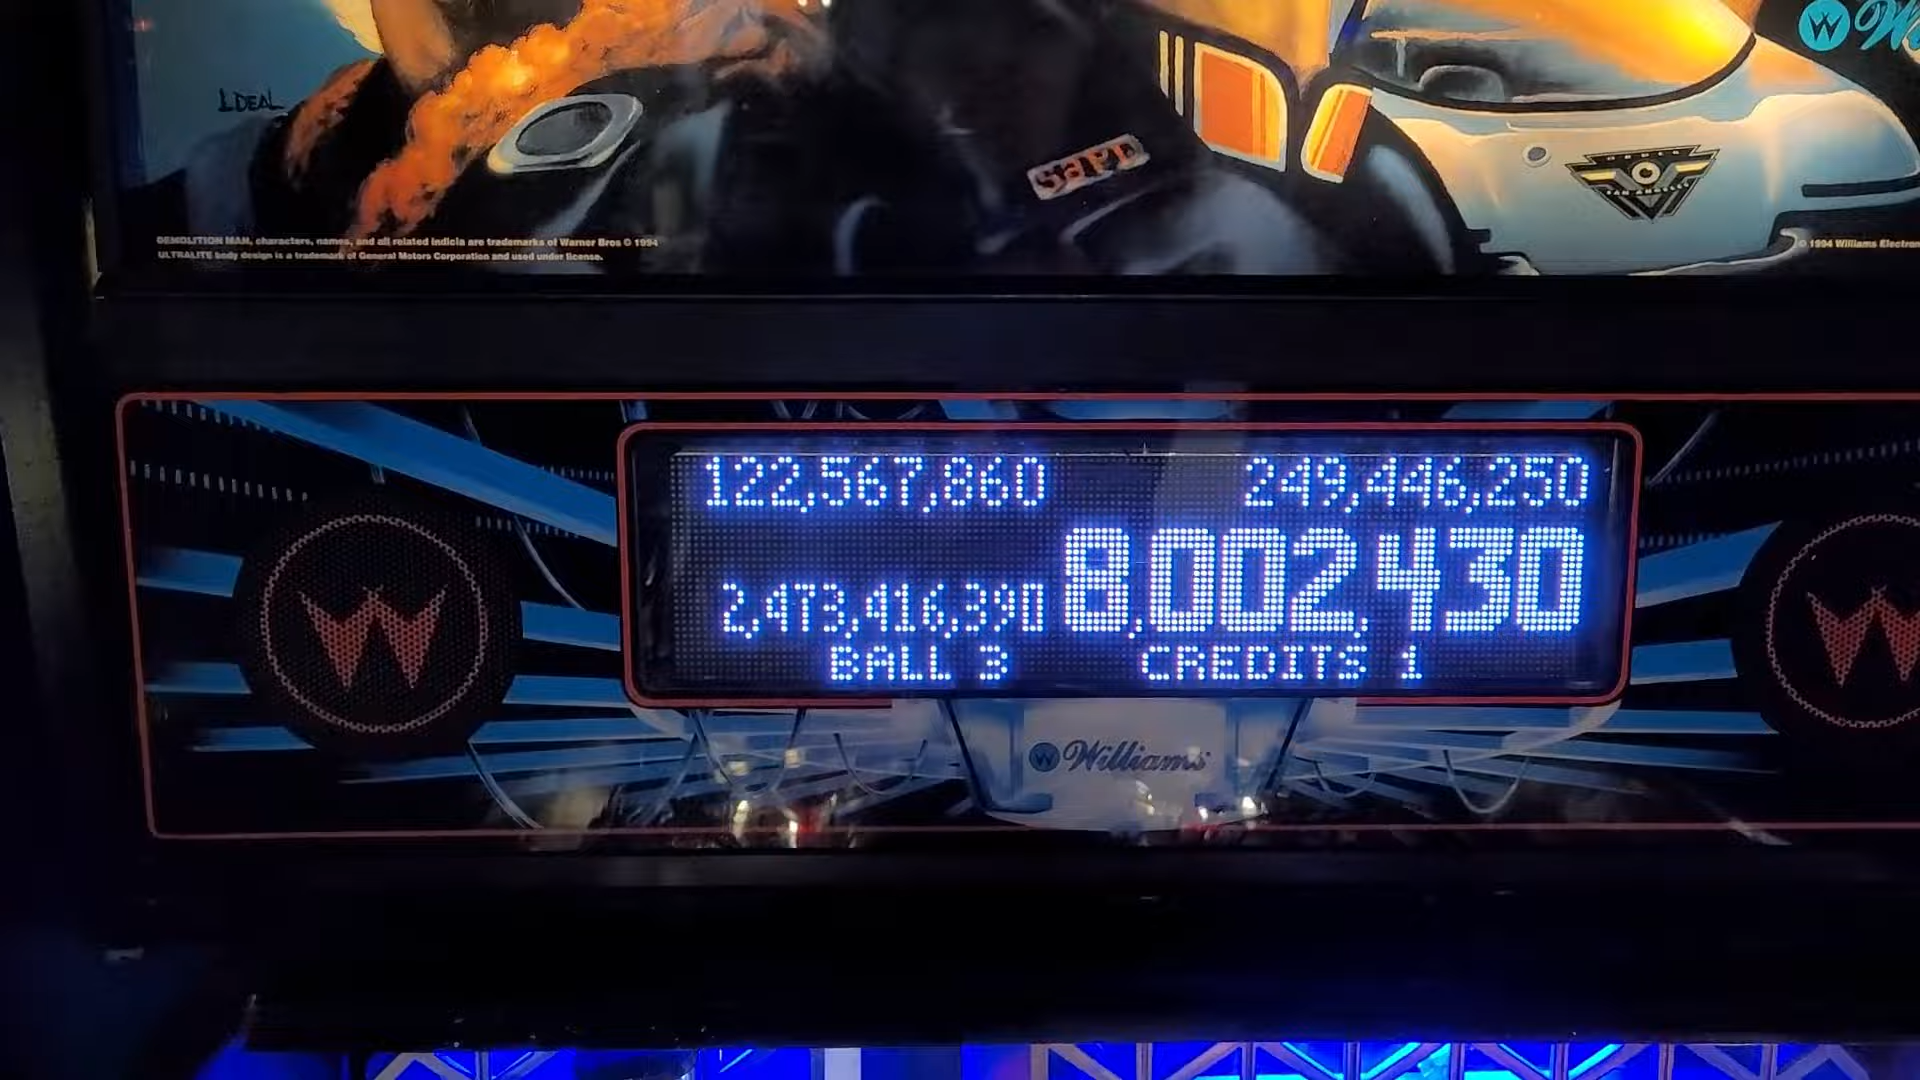 L DEAL
SAPD
DEMOLITION MAN, characters, names, and all related indicia are trademarks of Warner Bros © 1994
ULTRALITE body design is a trademark of General Motors Corporation and used under license.
© 1994 Williams Electron
122,567,860 249,446,250
2,473,416,390 8,002,430
BALL 3 CREDITS 1
Williams